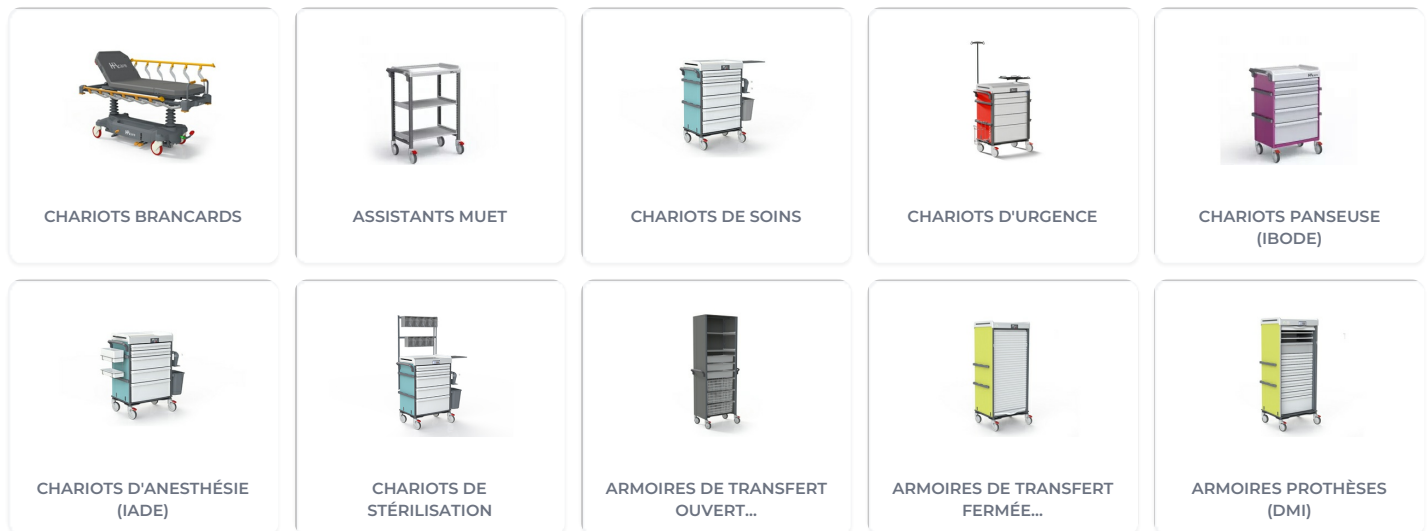 CHARIOTS BRANCARDS
ASSISTANTS MUET
CHARIOTS DE SOINS
CHARIOTS D'URGENCE
CHARIOTS PANSEUSE
(IBODE)
CHARIOTS D'ANESTHÉSIE
(IADE)
CHARIOTS DE
STÉRILISATION
ARMOIRES DE TRANSFERT
OUVERT...
ARMOIRES DE TRANSFERT
FERMÉE...
ARMOIRES PROTHÈSES
(DMI)